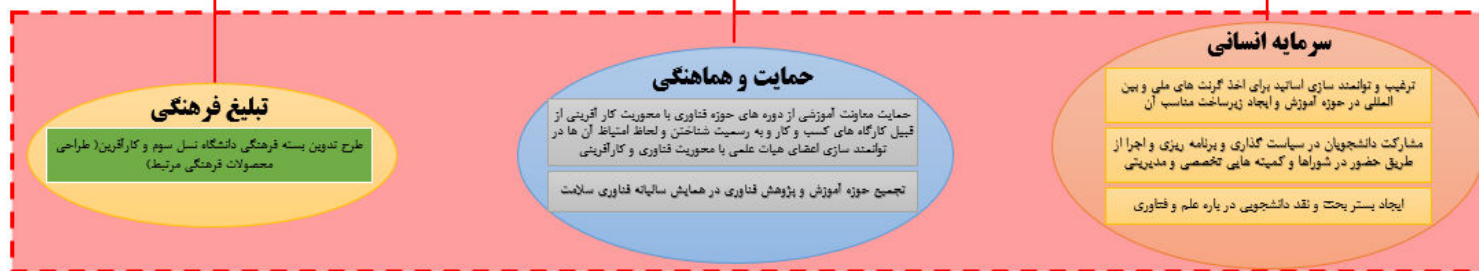 سرمایه انسانی
ترغیب و توانمند سازی اساتید برای اخذ گرنت های ملی و بین
المللی در حوزه آموزش و ایجاد زیرساخت مناسب آن
مشارکت دانشجویان در سیاست گذاری و برنامه ریزی و اجرا از
طریق حضور در شوراها و کمیته هایی تخصصی و مدیریتی
ایجاد بستر بحث و نقد دانشجویی در باره علم و فناوری
حمایت و هماهنگی
حمایت معاونت آموزشی از دوره های حوزه فناوری با محوریت کار آفرینی از
قبیل کارگاه های کسب و کار و به رسمیت شناختن و لحاظ امتیاظ آن ها در
توانمند سازی اعضای هیات علمی با محوریت فناوری و کارآفرینی
تجمیع حوزه آموزش و پژوهش فناوری در همایش سالیانه فناوری سلامت
تبلیغ فرهنگی
طرح تدوین بسته فرهنگی دانشگاه نسل سوم و کارآفرین( طراحی
محصولات فرهنگی مرتبط)